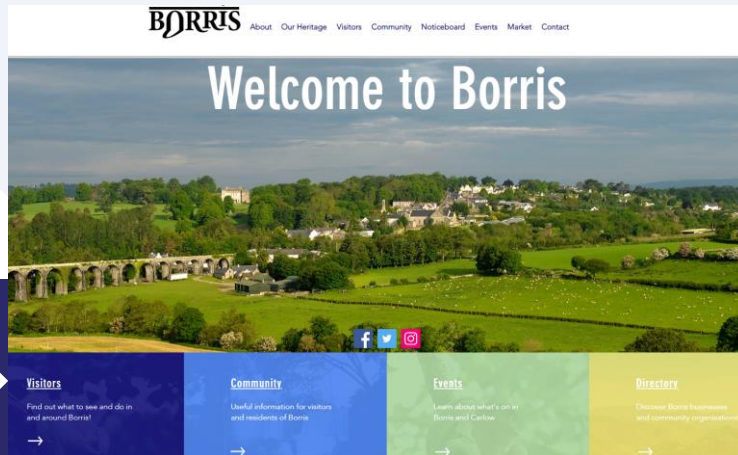 BORRIS
About Our Heritage Visitors Community Noticeboard Events Market Contact
Welcome to Borris
Visitors
Find out what to see and do in
and around Borris!
Community
Useful information for visitors
and residents of Borris
Events
Learn about what's on in
Borris and Carlow
Directory
Discover Borris businesses
and community organisations